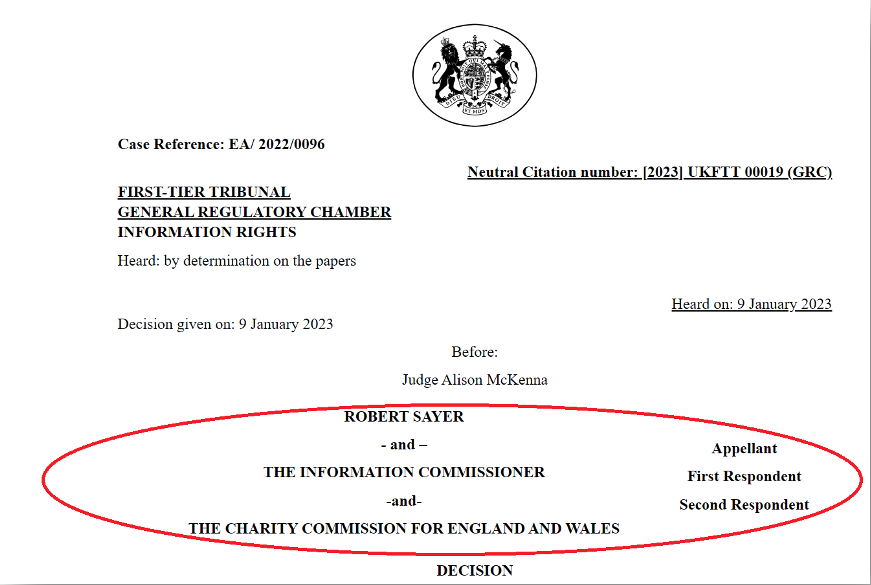 Case Reference: EA/ 2022/0096
Neutral Citation number: [2023] UKFTT 00019 (GRC)
FIRST-TIER TRIBUNAL
GENERAL REGULATORY CHAMBER
INFORMATION RIGHTS
Heard: by determination on the papers
Heard on: 9 January 2023
Decision given on: 9 January 2023
Before:
Judge Alison McKenna
ROBERT SAYER
- and –
Appellant
THE INFORMATION COMMISSIONER
First Respondent
-and-
Second Respondent
THE CHARITY COMMISSION FOR ENGLAND AND WALES
DECISION